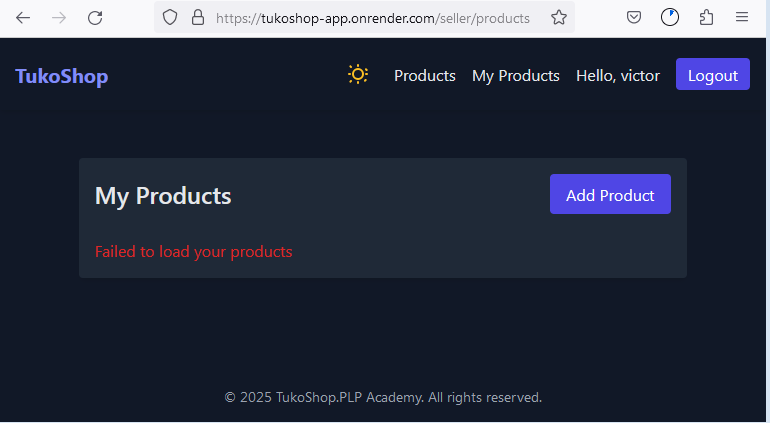 https://tukoshop-app.onrender.com/seller/products
TukoShop
Products My Products Hello, victor Logout
My Products
Add Product
Failed to load your products
© 2025 TukoShop.PLP Academy. All rights reserved.